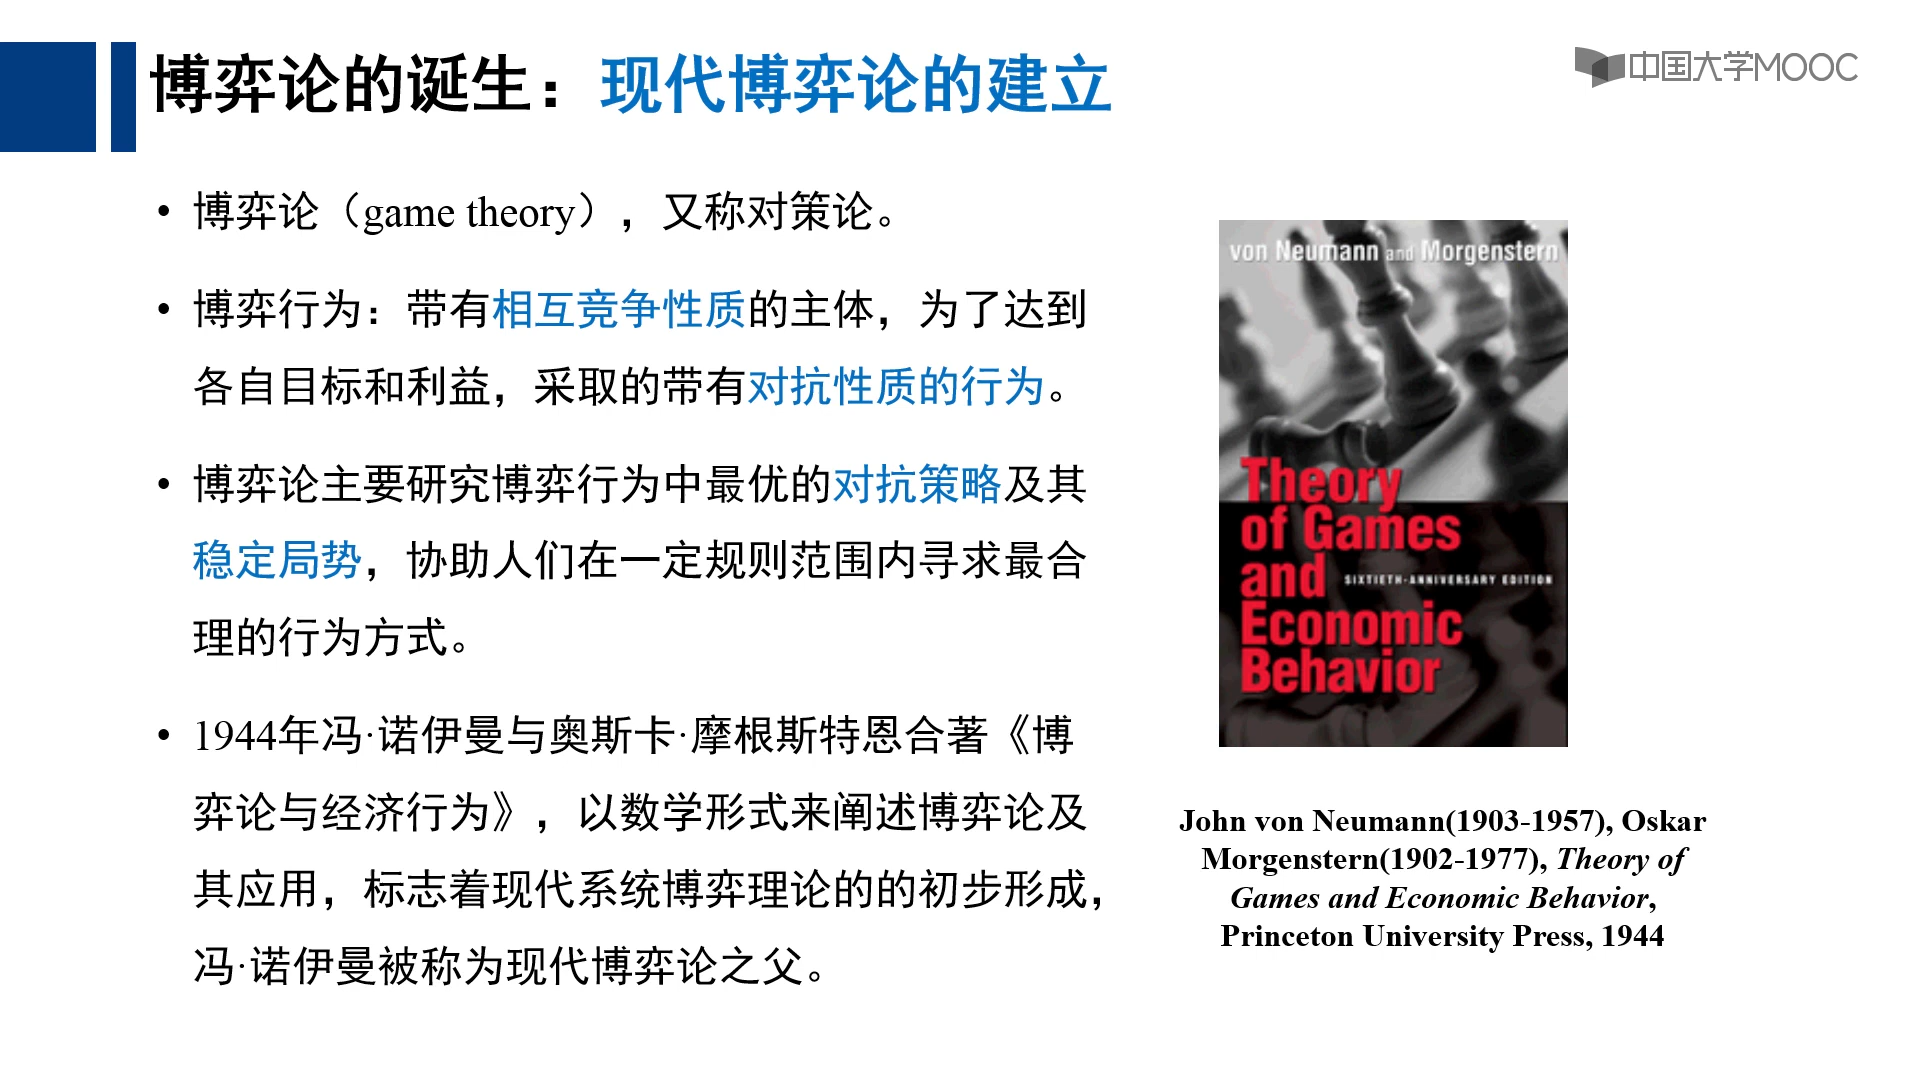 博弈论的诞生：现代博弈论的建立
中国大学MOOC
• 博弈论（game theory），又称对策论。
• 博弈行为：带有相互竞争性质的主体，为了达到
各自目标和利益，采取的带有对抗性质的行为。
• 博弈论主要研究博弈行为中最优的对抗策略及其
稳定局势，协助人们在一定规则范围内寻求最合
理的行为方式。
• 1944年冯·诺伊曼与奥斯卡·摩根斯特恩合著《博
弈论与经济行为》，以数学形式来阐述博弈论及
其应用，标志着现代系统博弈理论的的初步形成，
冯·诺伊曼被称为现代博弈论之父。
von Neumann and Morgenstern
Theory
of Games
and
SIXTIETH-ANNIVERSARY EDITION
Economic
Behavior
John von Neumann(1903-1957), Oskar
Morgenstern(1902-1977), Theory of
Games and Economic Behavior,
Princeton University Press, 1944